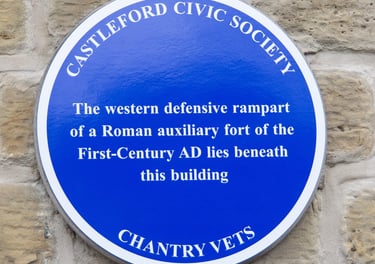 CASTLEFORD CIVIC SOCIETY
The western defensive rampart
of a Roman auxiliary fort of the
First-Century AD lies beneath
this building
CHANTRY VETS